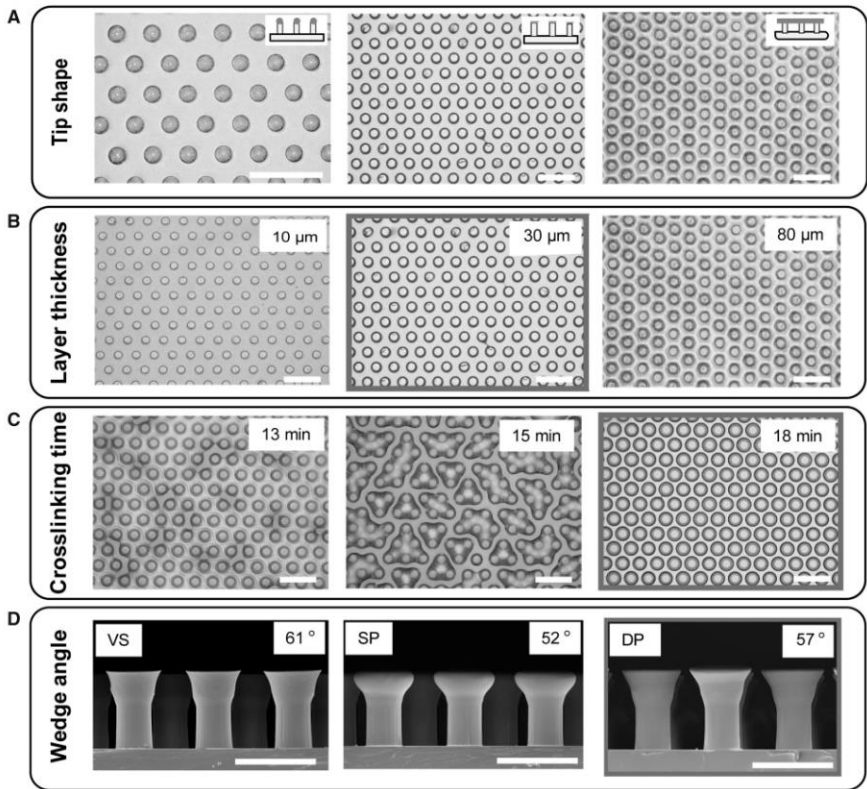 A
Tip shape
B
Layer thickness
10 µm
30 µm
80 µm
C
Crosslinking time
13 min
15 min
18 min
D
Wedge angle
VS
61 °
SP
52 °
DP
57 °